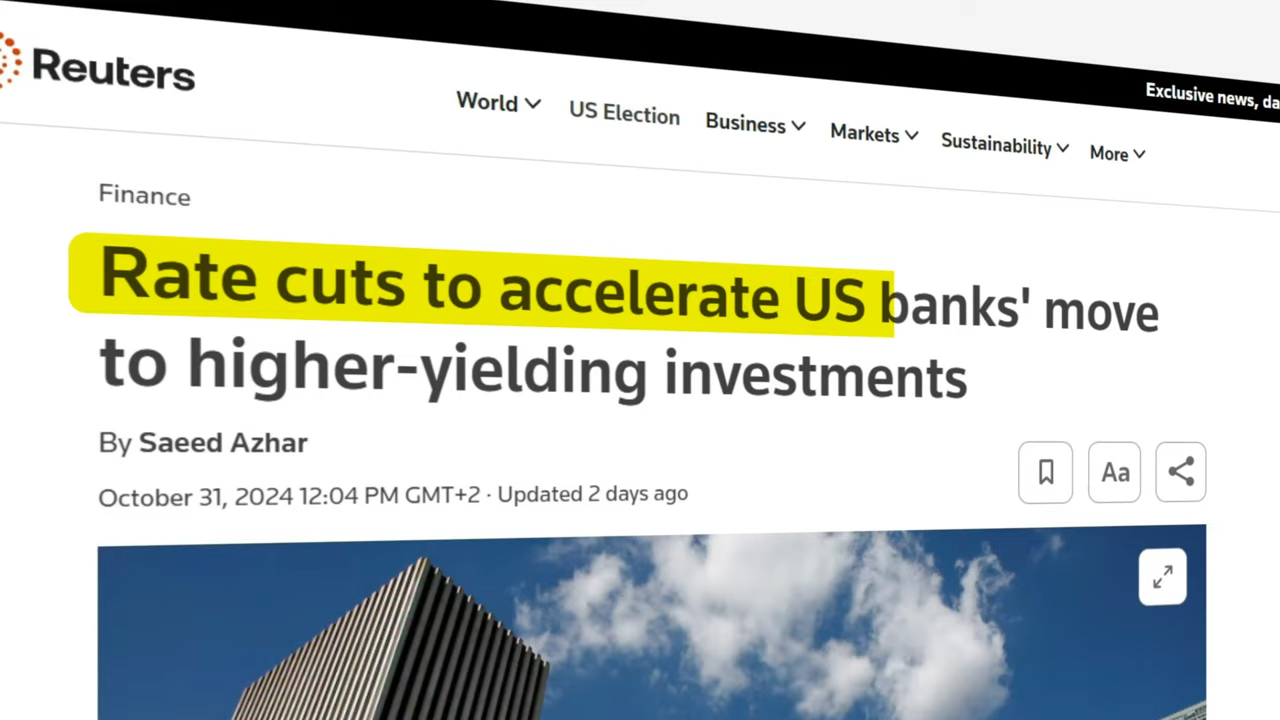 Reuters
Exclusive news, da
World US Election Business Markets Sustainability More
Finance
Rate cuts to accelerate US banks' move
to higher-yielding investments
By Saeed Azhar
October 31, 2024 12:04 PM GMT+2 · Updated 2 days ago
Aa